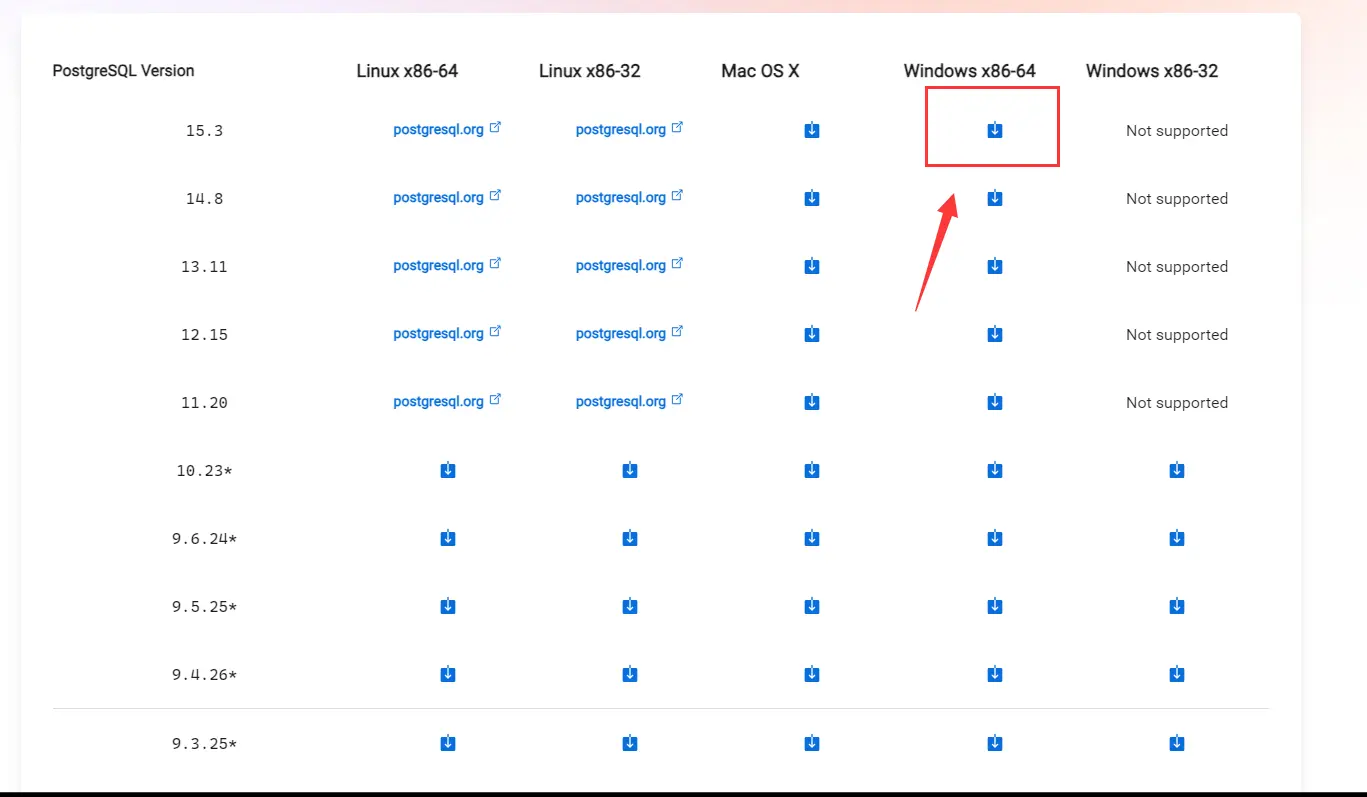 PostgreSQL Version Linux x86-64 Linux x86-32 Mac OS X Windows x86-64 Windows x86-32
15.3 postgresql.org postgresql.org Not supported
14.8 postgresql.org postgresql.org Not supported
13.11 postgresql.org postgresql.org Not supported
12.15 postgresql.org postgresql.org Not supported
11.20 postgresql.org postgresql.org Not supported
10.23*
9.6.24*
9.5.25*
9.4.26*
9.3.25*